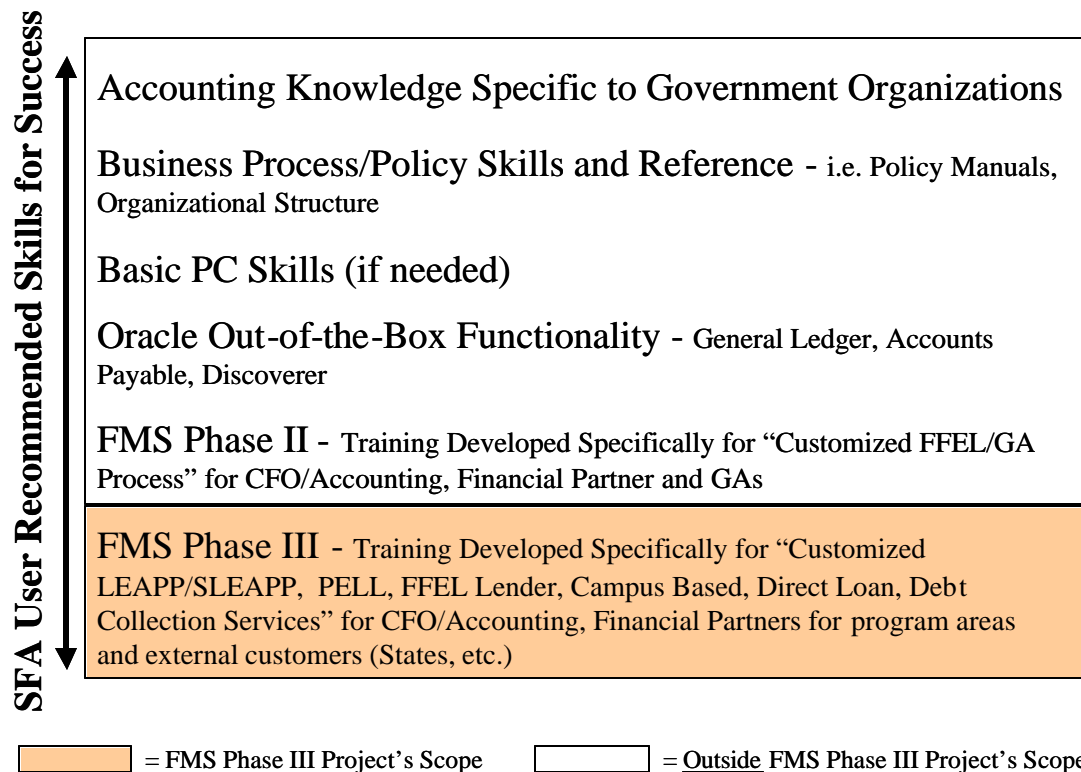 SFA User Recommended Skills for Success
Accounting Knowledge Specific to Government Organizations
Business Process/Policy Skills and Reference - i.e. Policy Manuals,
Organizational Structure
Basic PC Skills (if needed)
Oracle Out-of-the-Box Functionality - General Ledger, Accounts
Payable, Discoverer
FMS Phase II - Training Developed Specifically for “Customized FFEL/GA
Process” for CFO/Accounting, Financial Partner and GAs
FMS Phase III - Training Developed Specifically for “Customized
LEAPP/SLEAPP, PELL, FFEL Lender, Campus Based, Direct Loan, Debt
Collection Services” for CFO/Accounting, Financial Partners for program areas
and external customers (States, etc.)
= FMS Phase III Project’s Scope
= Outside FMS Phase III Project’s Scope